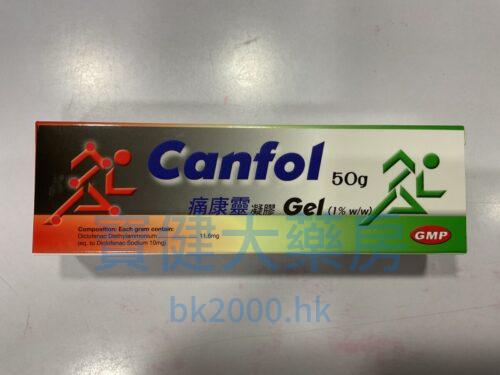 Canfol 50g
痛康靈 凝膠 Gel (1% w/w)
Composition: Each gram contain:
Diclofenac Diethylammonium................11.6mg
(eq. to Diclofenac Sodium 10mg)
GMP
寶健大藥房
bk2000.hk